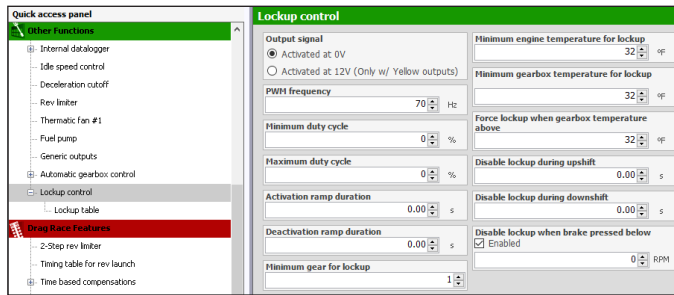 Quick access panel
Other Functions
Internal datalogger
Idle speed control
Deceleration cutoff
Rev limiter
Thermatic fan #1
Fuel pump
Generic outputs
Automatic gearbox control
Lockup control
Lockup table
Drag Race Features
2-Step rev limiter
Timing table for rev launch
Time based compensations
Lockup control
Output signal
Activated at 0V
Activated at 12V (Only w/ Yellow outputs)
PWM frequency
70 Hz
Minimum duty cycle
0 %
Maximum duty cycle
0 %
Activation ramp duration
0.00 s
Deactivation ramp duration
0.00 s
Minimum gear for lockup
1
Minimum engine temperature for lockup
32 ºF
Minimum gearbox temperature for lockup
32 ºF
Force lockup when gearbox temperature
above
32 ºF
Disable lockup during upshift
0.00 s
Disable lockup during downshift
0.00 s
Disable lockup when brake pressed below
Enabled
0 RPM